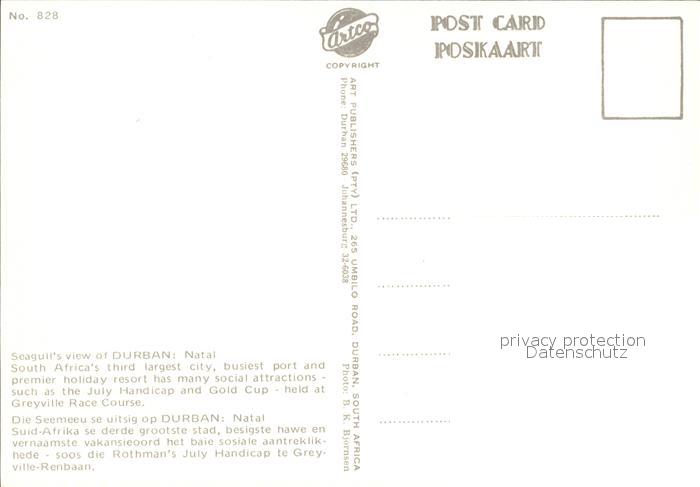 No. 828
Artco
COPYRIGHT
POST CARD
POSKAART
ART PUBLISHERS (PTY) LTD., 265 UMBILO ROAD, DURBAN, SOUTH AFRICA
Phone: Durban 29680 Johannesburg 32-6038 Photo: B. K. Bjornsen
privacy protection
Datenschutz
Seagull's view of DURBAN: Natal
South Africa's third largest city, busiest port and
premier holiday resort has many social attractions -
such as the July Handicap and Gold Cup - held at
Greyville Race Course.
Die Seemeeu se uitsig op DURBAN: Natal
Suid-Afrika se derde grootste stad, besigste hawe en
vernaamste vakansieoord het baie sosiale aantreklik-
hede - soos die Rothman's July Handicap te Grey-
ville-Renbaan.